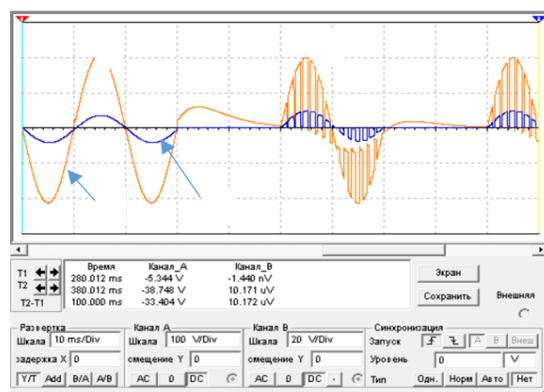 Время Канал_A Канал_B
T1 280.012 ms -5.344 V -1.440 nV
T2 380.012 ms -38.748 V 10.171 uV
T2-T1 100.000 ms -33.404 V 10.172 uV
Экран
Сохранить
Внешняя
Развертка
Шкала 10 ms/Div
задержка X 0
Y/T Add B/A A/B
Канал A
Шкала 100 V/Div
смещение Y 0
AC 0 DC
Канал B
Шкала 20 V/Div
смещение Y 0
AC 0 DC -
Синхронизация
Запуск A B Внеш
Уровень 0 V
Тип Одн. Норм Авто Нет